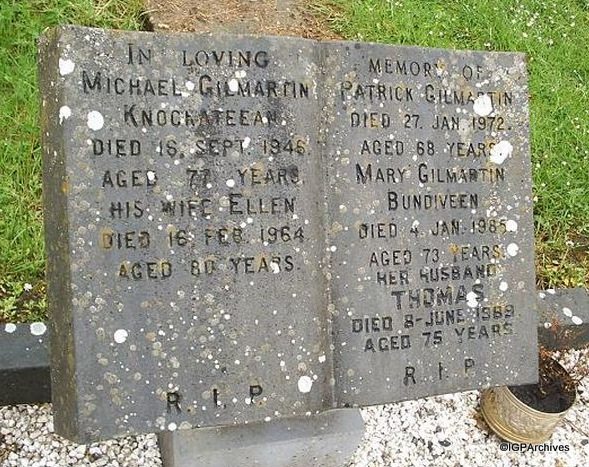 IN LOVING
MICHAEL GILMARTIN
KNOCKATEEAN
DIED 16. SEPT. 1946.
AGED 77 YEARS
HIS WIFE ELLEN
DIED 16 FEB. 1964
AGED 80 YEARS.
R. I. P
MEMORY OF
PATRICK GILMARTIN
DIED 27. JAN. 1972.
AGED 68 YEARS.
MARY GILMARTIN
BUNDIVEEN
DIED 4. JAN. 1985
AGED 73 YEARS.
HER HUSBAND
THOMAS
DIED 8-JUNE-1989
AGED 75 YEARS
R. I. P
©IGPArchives